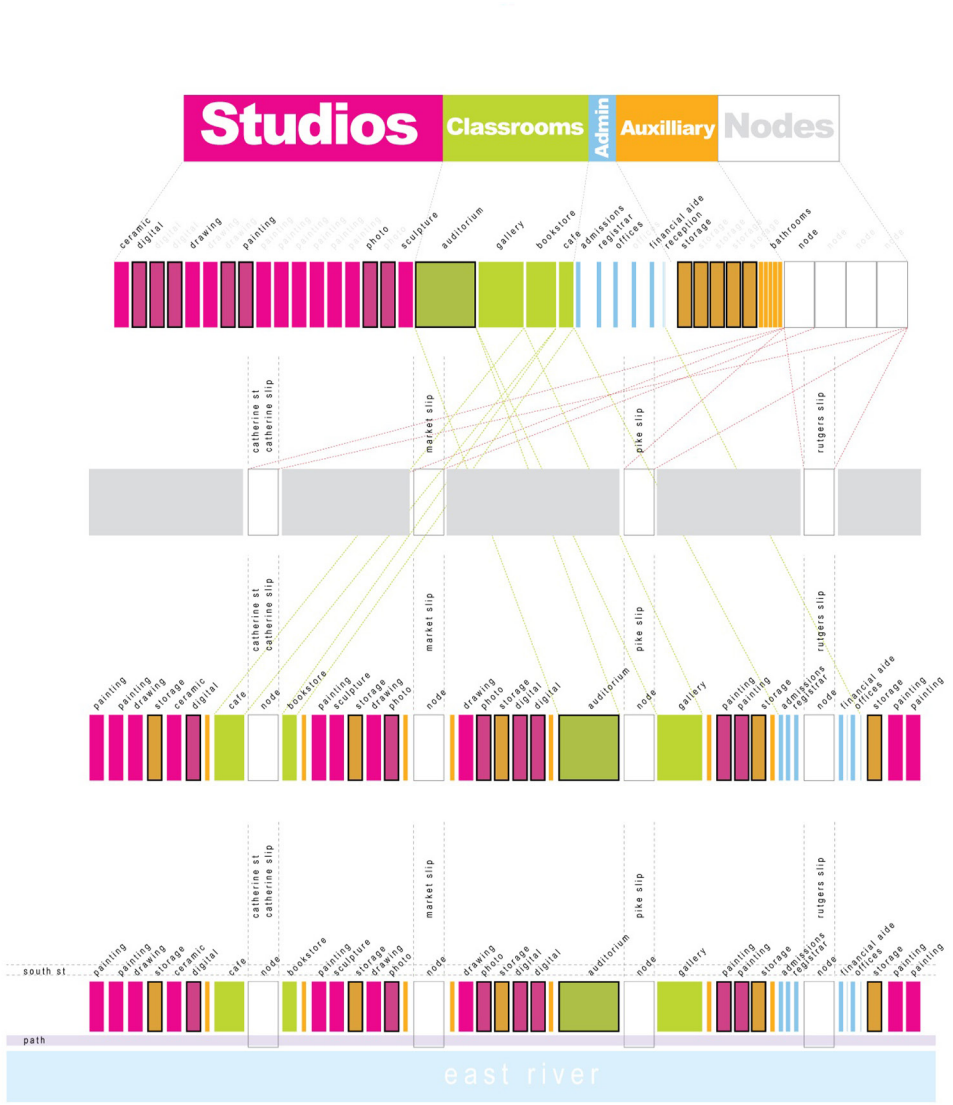 Studios Classrooms Admin Auxilliary Nodes
ceramic digital drawing painting photo sculpture auditorium gallery bookstore cafe admissions registrar offices financial aide reception storage bathrooms node
catherine st
catherine slip
market slip
pike slip
rutgers slip
catherine st
catherine slip
market slip
pike slip
rutgers slip
painting painting drawing storage ceramic digital cafe node bookstore painting sculpture storage drawing photo node drawing photo storage digital digital auditorium node gallery painting painting storage admissions registrar node financial aide offices storage painting painting
catherine st
catherine slip
market slip
pike slip
rutgers slip
south st
painting painting drawing storage ceramic digital cafe node bookstore painting sculpture storage drawing photo node drawing photo storage digital digital auditorium node gallery painting painting storage admissions registrar node financial aide offices storage painting painting
path
east river